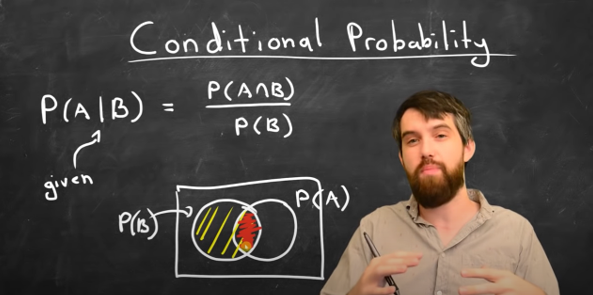 Conditional Probability
P(A|B) = P(A∩B)
P(B)
given
P(B)
P(A)